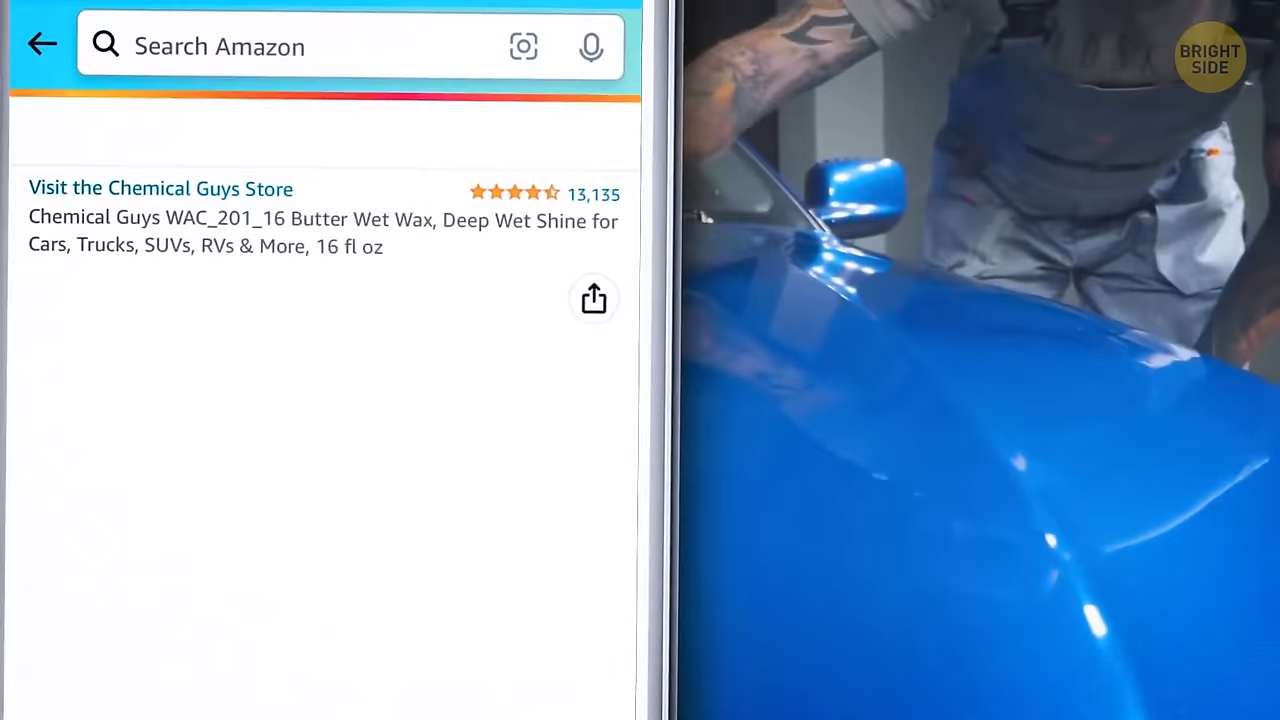 Search Amazon
BRIGHT
SIDE
Visit the Chemical Guys Store
13,135
Chemical Guys WAC_201_16 Butter Wet Wax, Deep Wet Shine for
Cars, Trucks, SUVs, RVs & More, 16 fl oz